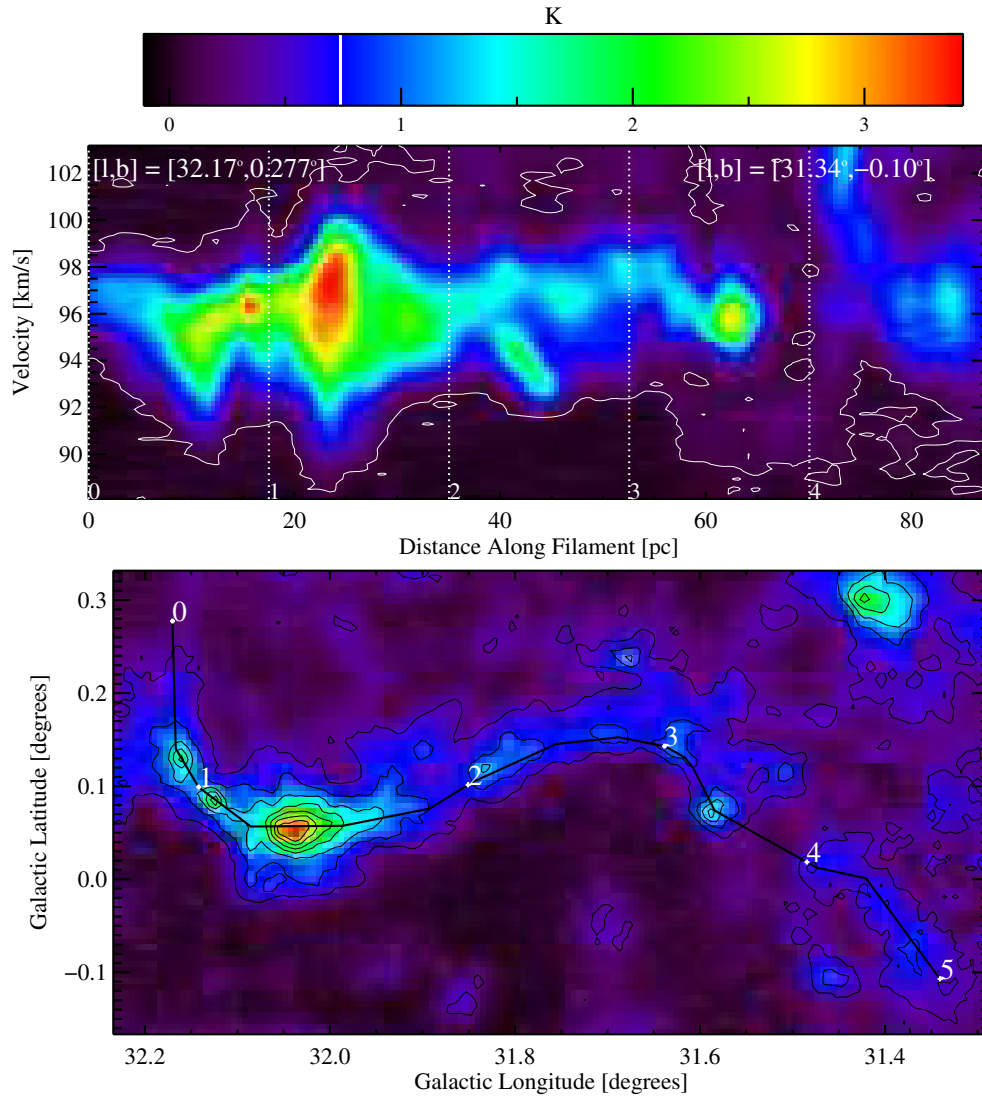 K
0 1 2 3
[l,b] = [32.17°,0.277°] [l,b] = [31.34°,−0.10°]
102
100
98
96
94
92
90
Velocity [km/s]
0 1 2 3 4
0 20 40 60 80
Distance Along Filament [pc]
0.3
0.2
0.1
0.0
−0.1
Galactic Latitude [degrees]
0
1
2
3
4
5
32.2 32.0 31.8 31.6 31.4
Galactic Longitude [degrees]